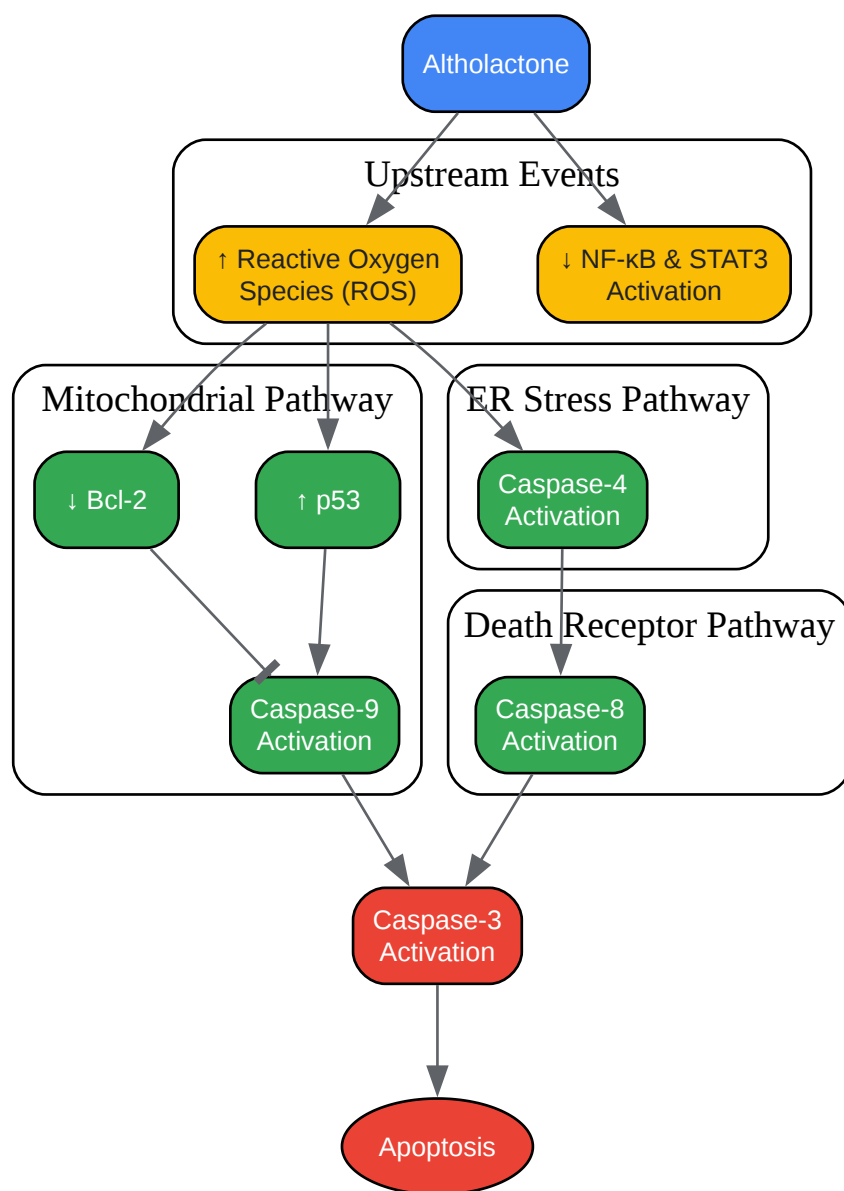 Altholactone
Upstream Events
↑ Reactive Oxygen
Species (ROS)
↓ NF-κB & STAT3
Activation
Mitochondrial Pathway
ER Stress Pathway
↓ Bcl-2
↑ p53
Caspase-4
Activation
Death Receptor Pathway
Caspase-9
Activation
Caspase-8
Activation
Caspase-3
Activation
Apoptosis